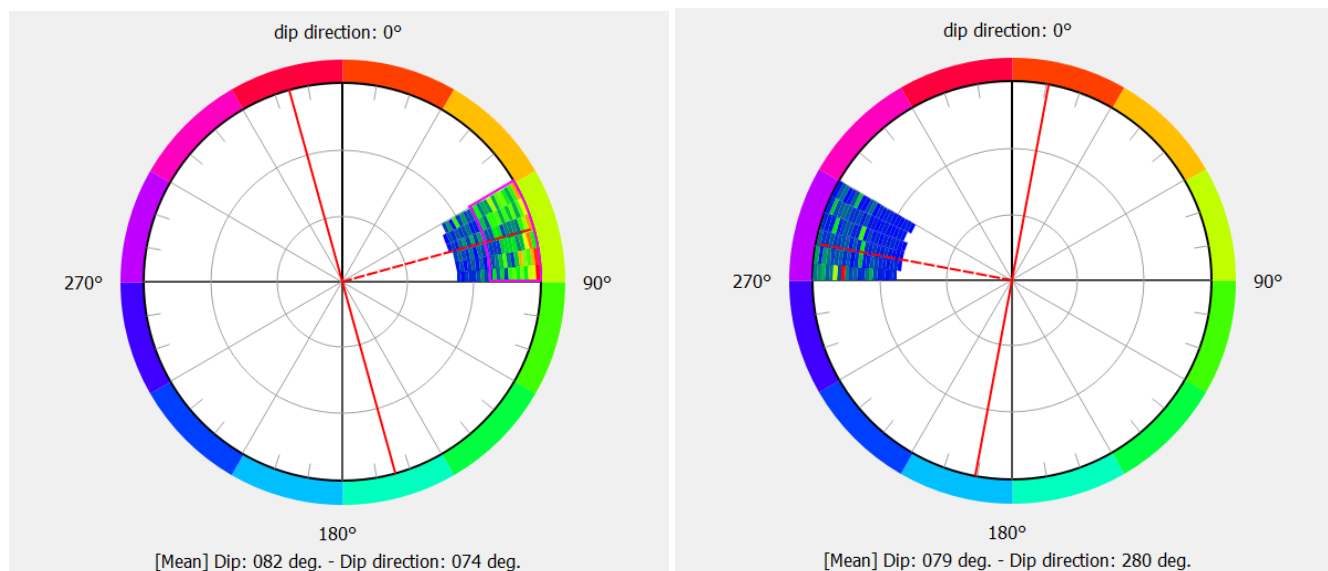 dip direction: 0°
270°
90°
180°
[Mean] Dip: 082 deg. - Dip direction: 074 deg.
dip direction: 0°
270°
90°
180°
[Mean] Dip: 079 deg. - Dip direction: 280 deg.